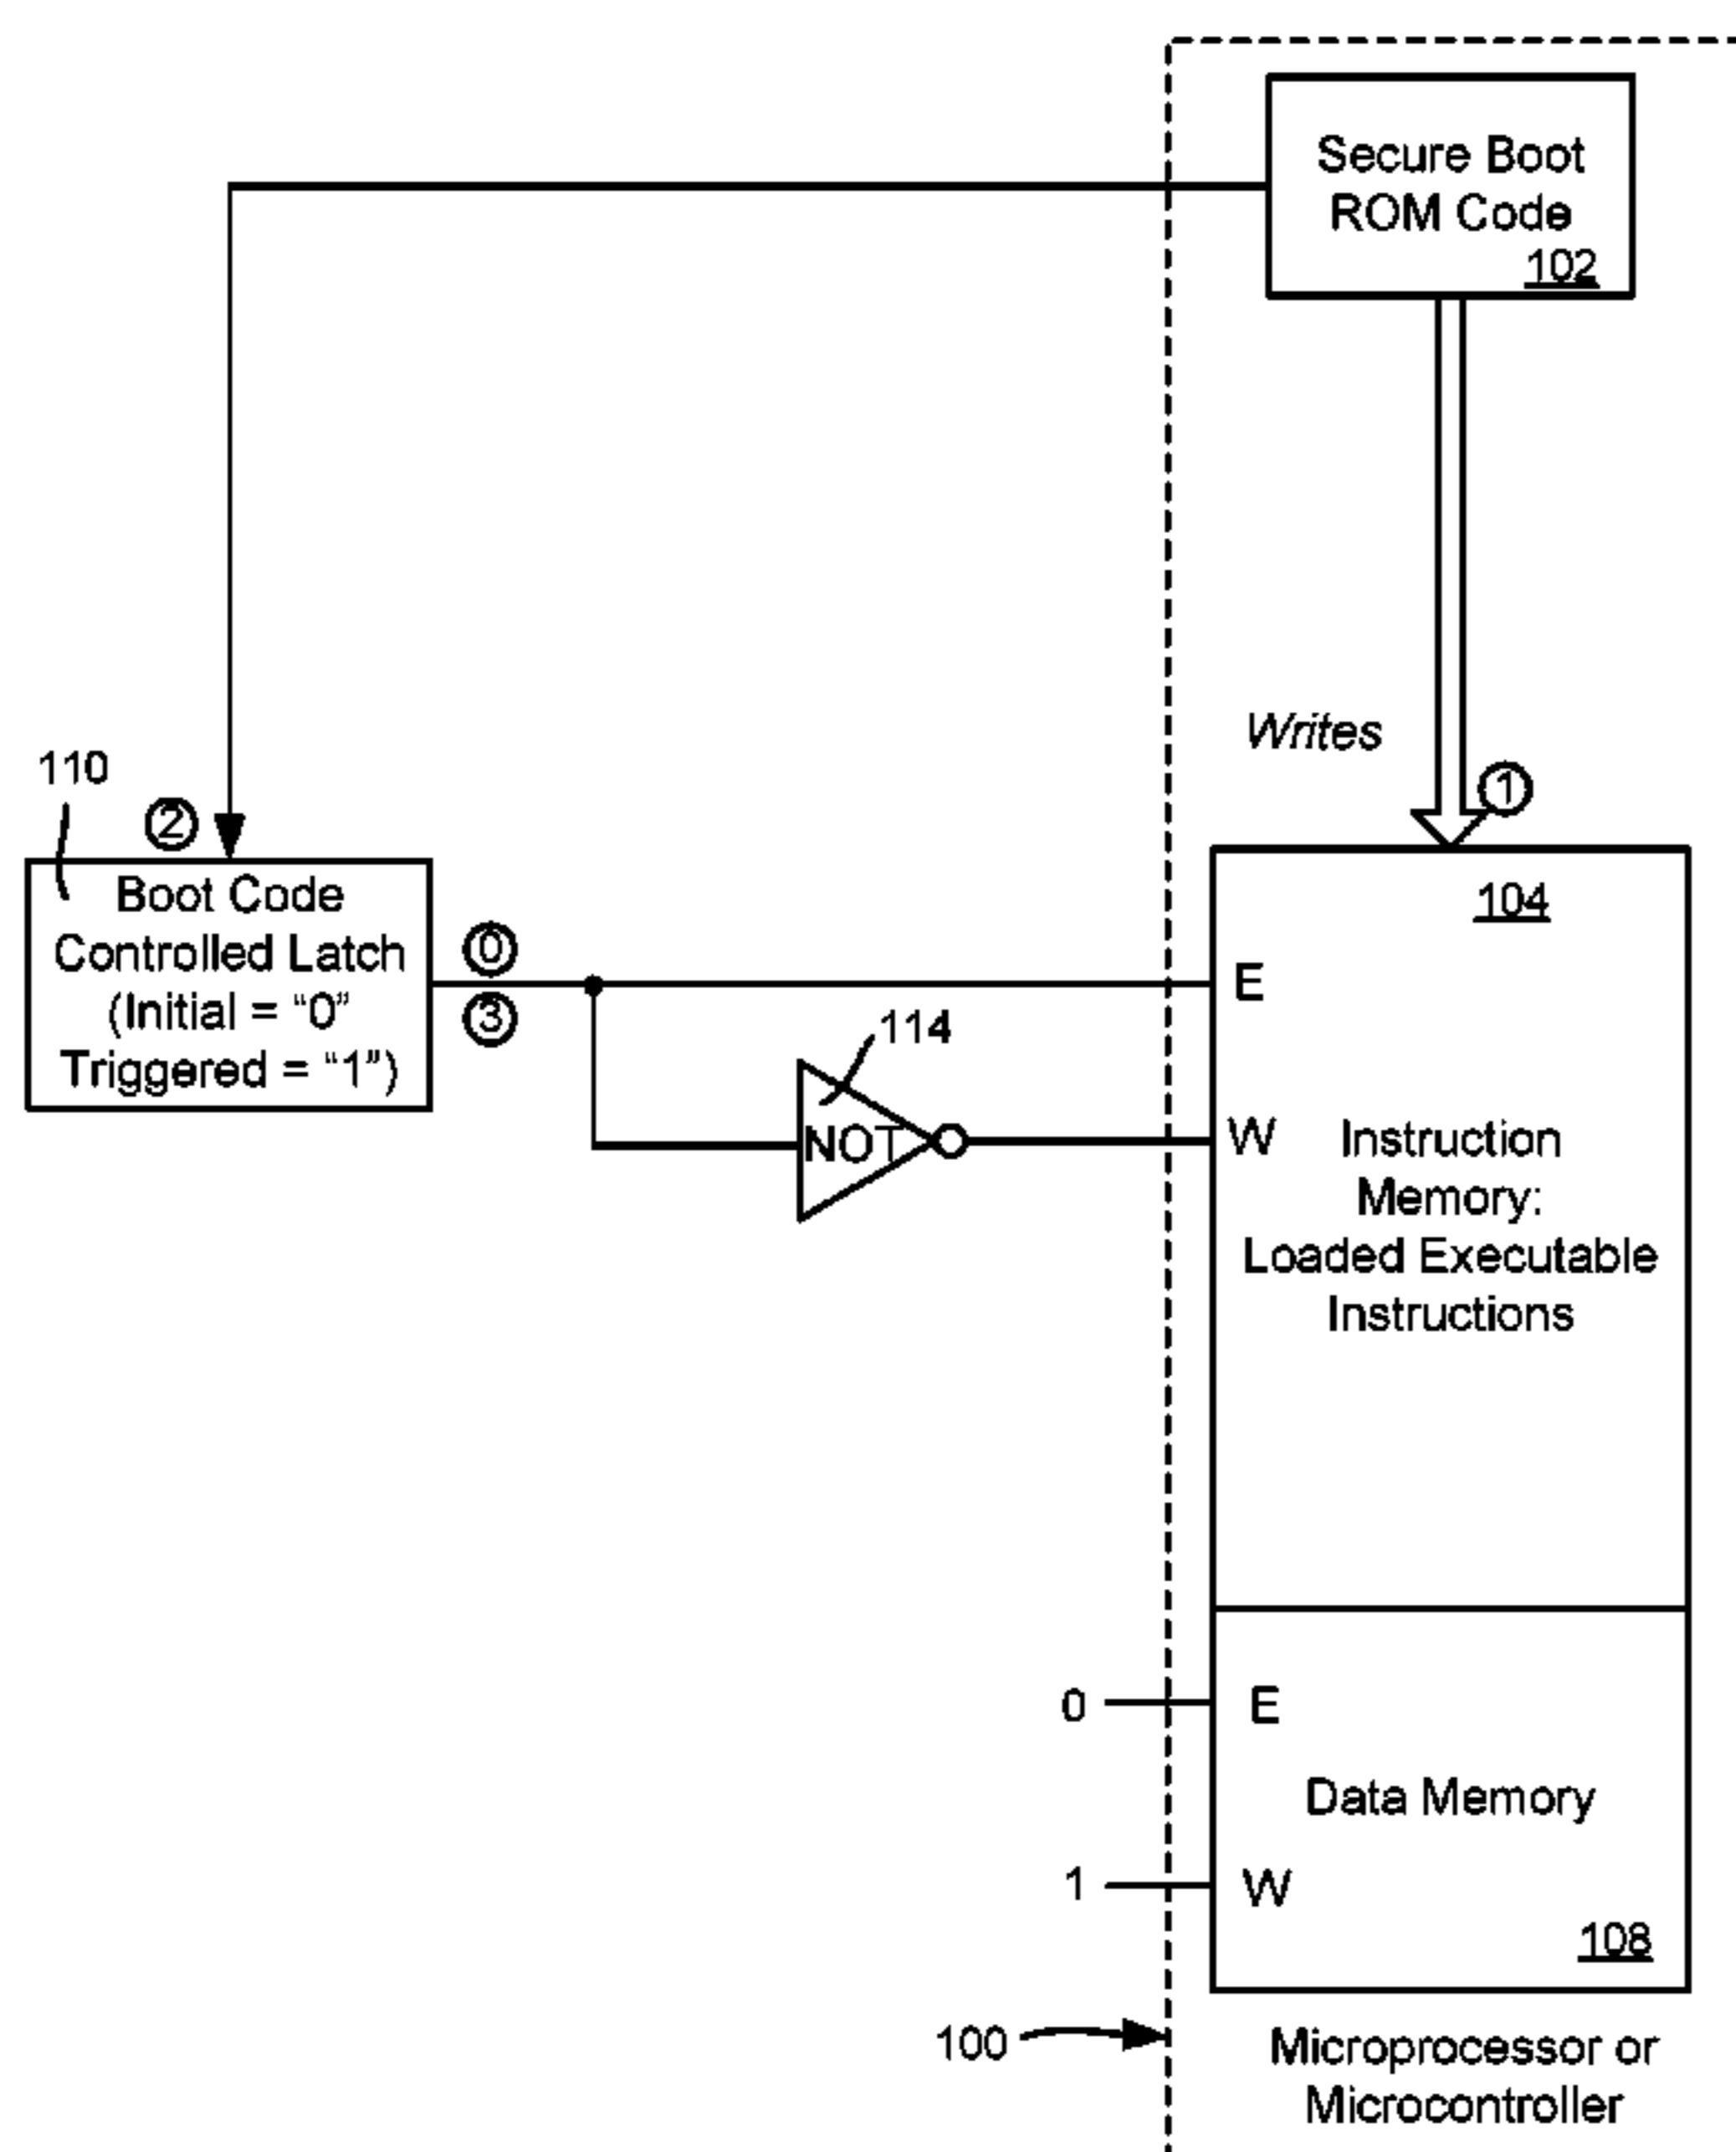 Secure Boot
ROM Code
102
Writes
①
110
②
Boot Code
Controlled Latch
(Initial = “0”
Triggered = “1”)
⓪
③
114
NOT
104
E
W
Instruction
Memory:
Loaded Executable
Instructions
0
E
Data Memory
1
W
108
100
Microprocessor or
Microcontroller